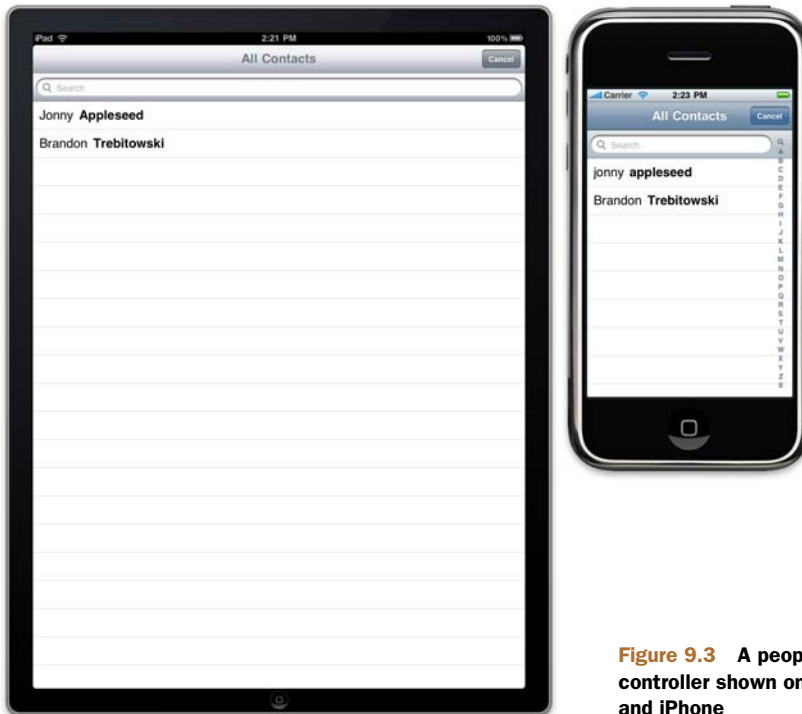 iPad
2:21 PM
100%
All Contacts
Cancel
Search
Jonny Appleseed
Brandon Trebitowski
Carrier
2:23 PM
All Contacts
Cancel
Search
jonny appleseed
Brandon Trebitowski
A
B
C
D
E
F
G
H
I
J
K
L
M
N
O
P
Q
R
S
T
U
V
W
X
Y
Z
#
Figure 9.3 A peop
controller shown on
and iPhone